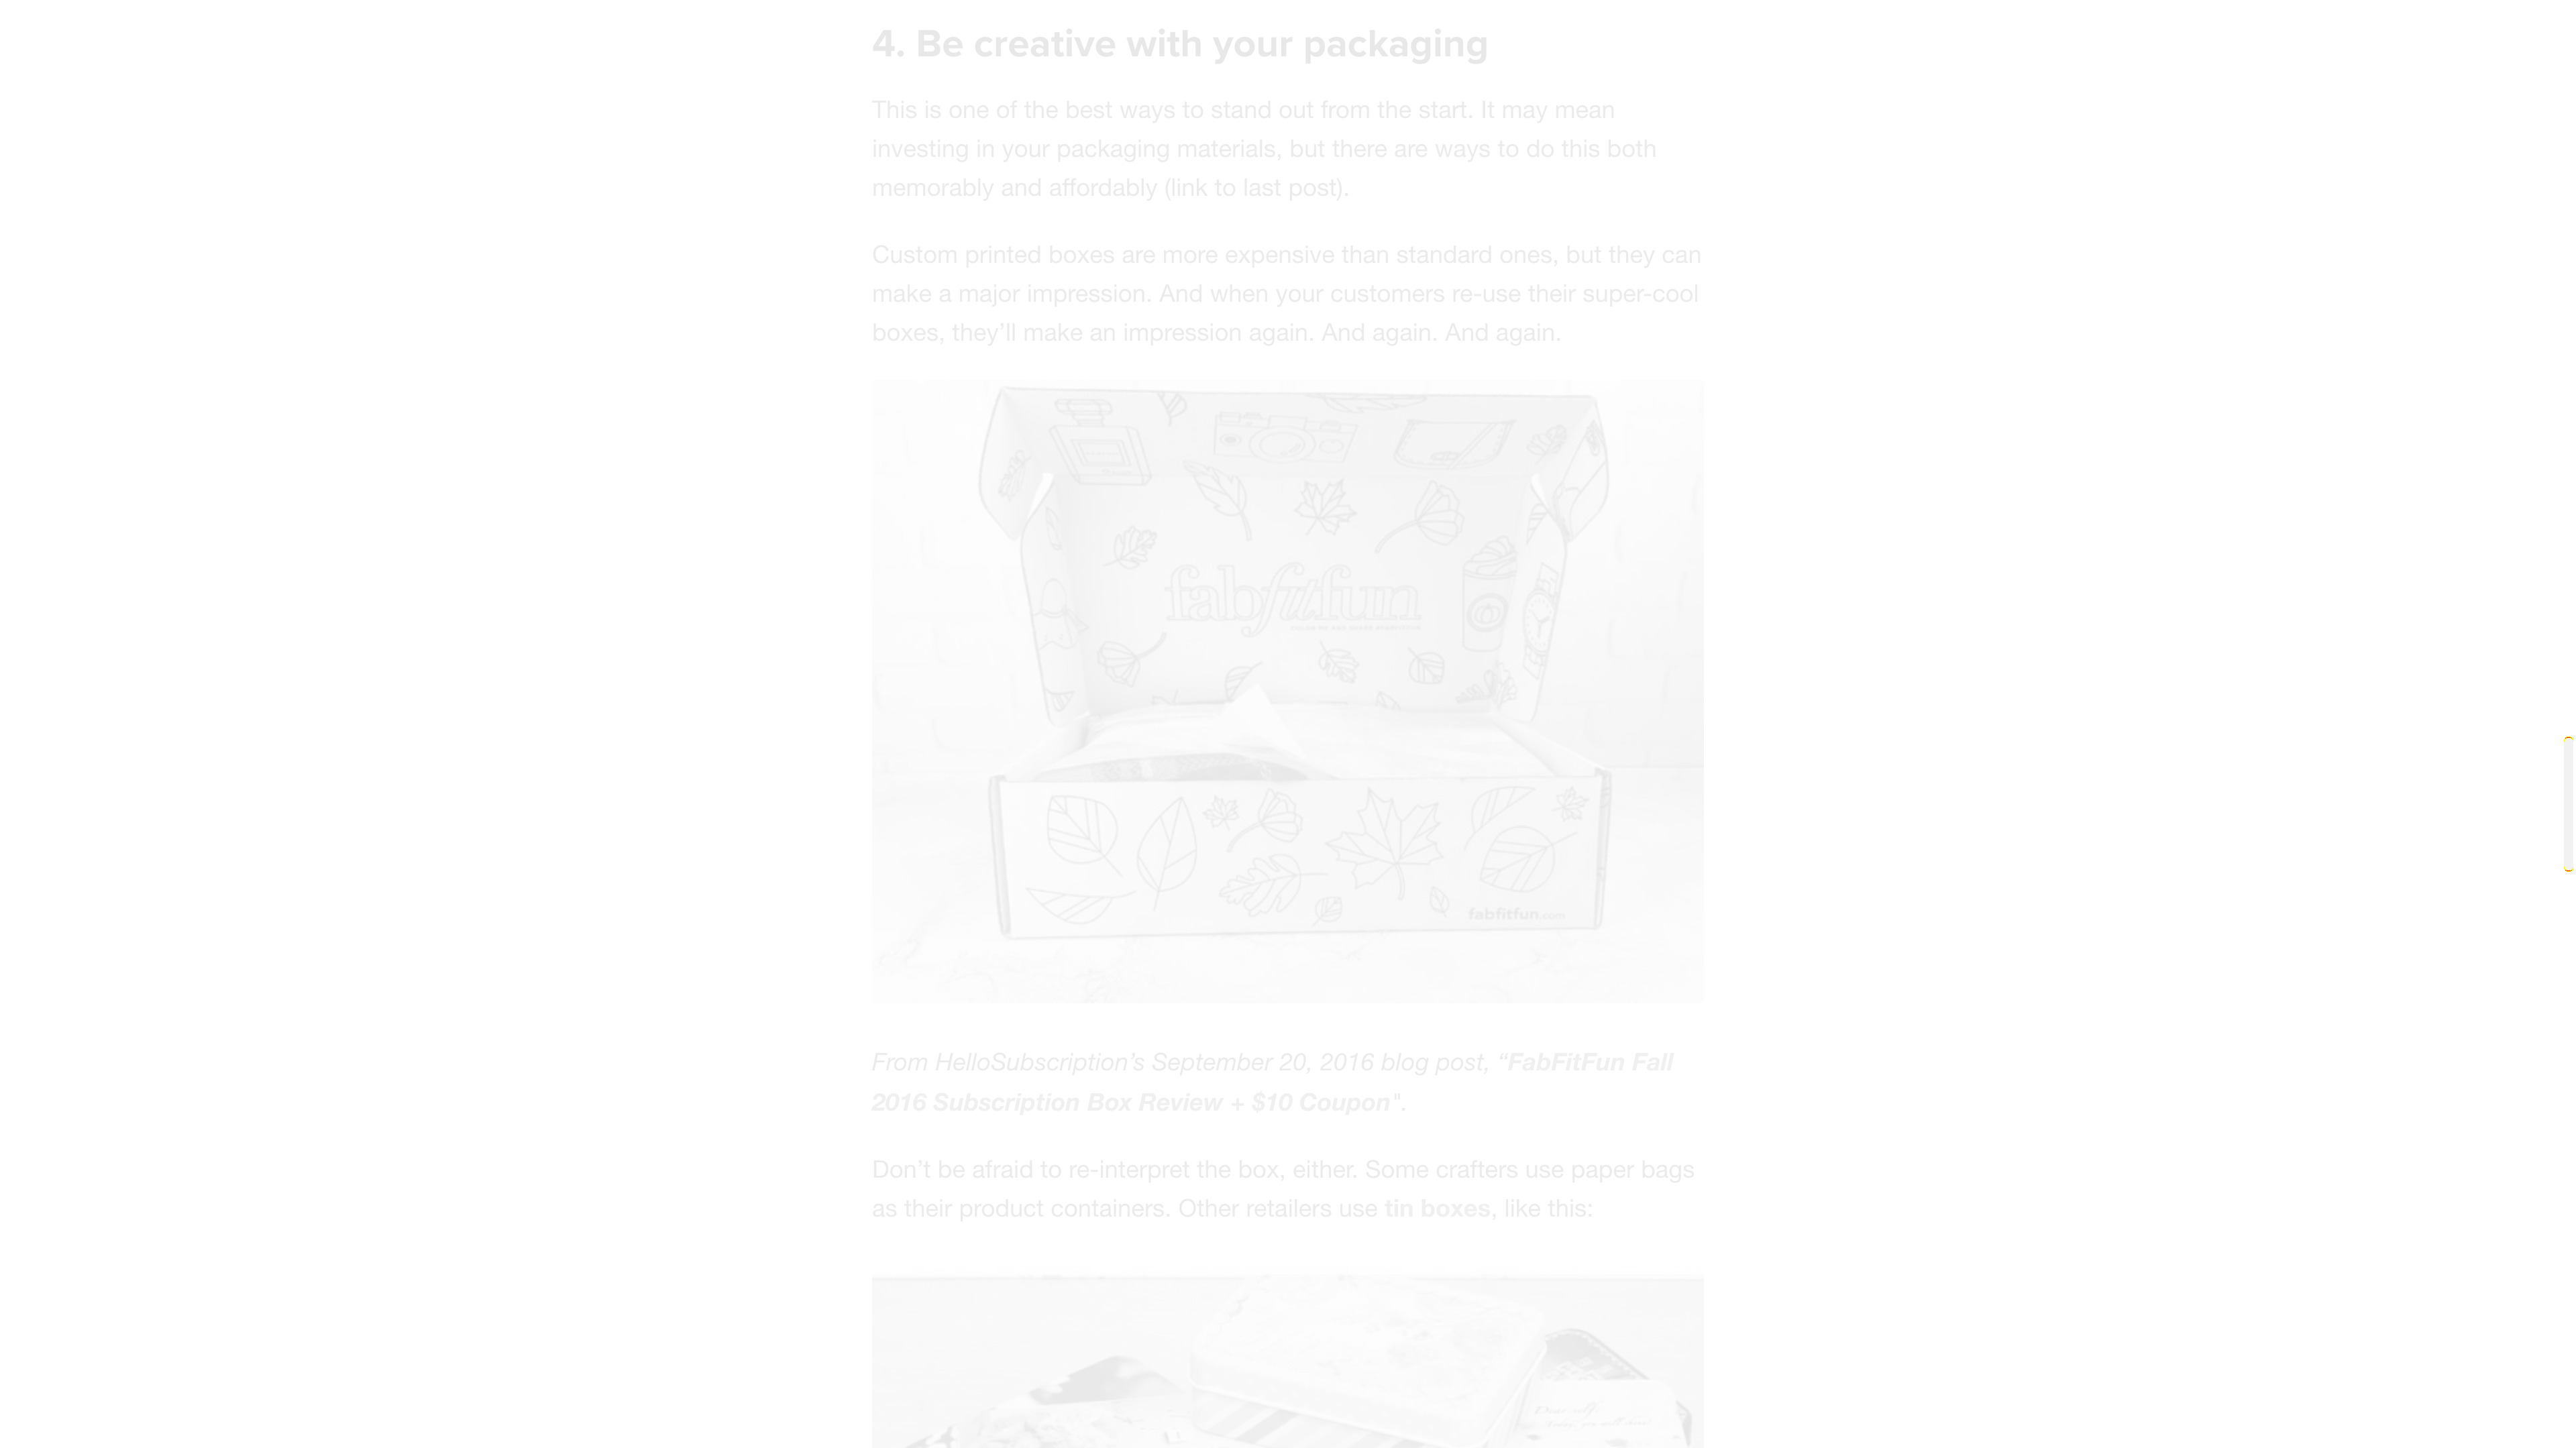 4. Be creative with your packaging
This is one of the best ways to stand out from the start. It may mean
investing in your packaging materials, but there are ways to do this both
memorably and affordably (link to last post).
Custom printed boxes are more expensive than standard ones, but they can
make a major impression. And when your customers re-use their super-cool
boxes, they’ll make an impression again. And again. And again.
fabfitfun
fabfitfun.com
From HelloSubscription’s September 20, 2016 blog post, “FabFitFun Fall
2016 Subscription Box Review + $10 Coupon".
Don’t be afraid to re-interpret the box, either. Some crafters use paper bags
as their product containers. Other retailers use tin boxes, like this: